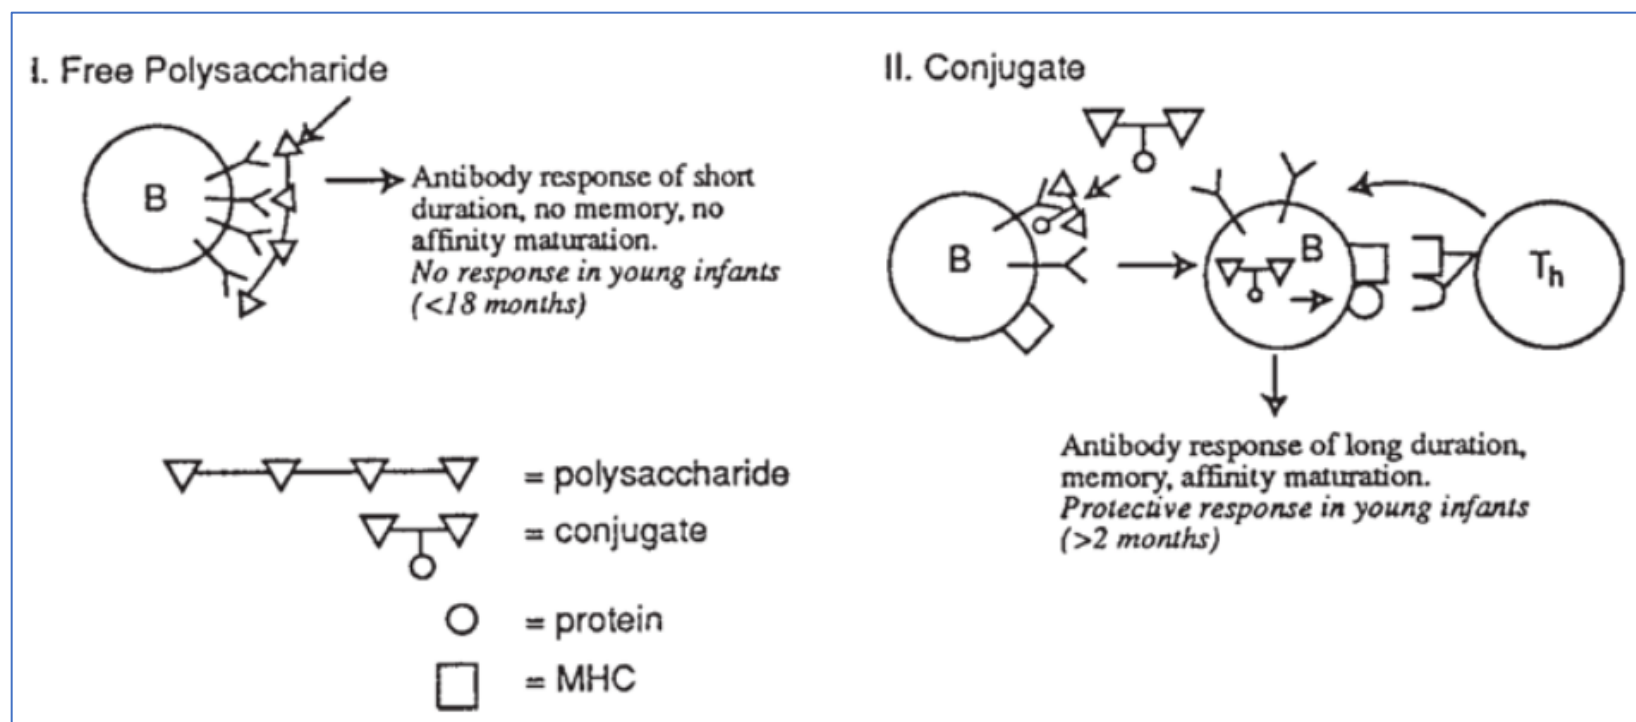 I. Free Polysaccharide
B
Antibody response of short
duration, no memory, no
affinity maturation.
No response in young infants
(<18 months)
= polysaccharide
= conjugate
= protein
= MHC
II. Conjugate
B
B
Th
Antibody response of long duration,
memory, affinity maturation.
Protective response in young infants
(>2 months)